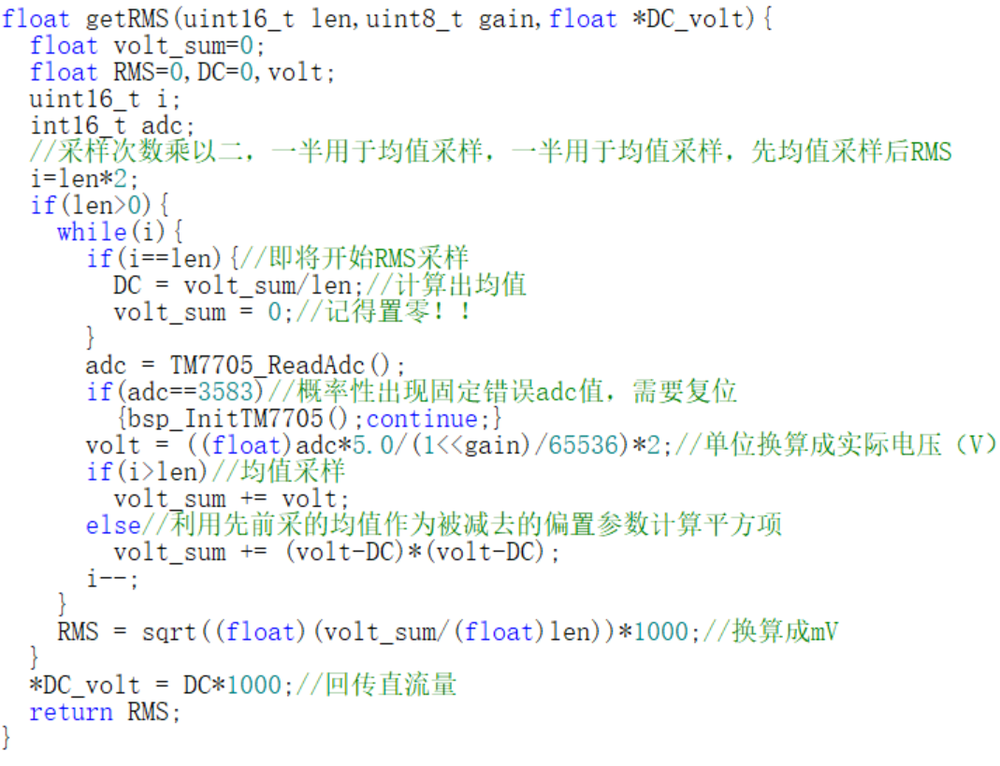 float getRMS(uint16_t len,uint8_t gain,float *DC_volt){
  float volt_sum=0;
  float RMS=0,DC=0,volt;
  uint16_t i;
  int16_t adc;
  //采样次数乘以二，一半用于均值采样，一半用于均值采样，先均值采样后RMS
  i=len*2;
  if(len>0){
    while(i){
      if(i==len){//即将开始RMS采样
        DC = volt_sum/len;//计算出均值
        volt_sum = 0;//记得置零！！
      }
      adc = TM7705_ReadAdc();
      if(adc==3583)//概率性出现固定错误adc值，需要复位
        {bsp_InitTM7705();continue;}
      volt = ((float)adc*5.0/(1<<gain)/65536)*2;//单位换算成实际电压（V）
      if(i>len)//均值采样
        volt_sum += volt;
      else//利用先前采的均值作为被减去的偏置参数计算平方项
        volt_sum += (volt-DC)*(volt-DC);
      i--;
    }
    RMS = sqrt((float)(volt_sum/(float)len))*1000;//换算成mV
  }
  *DC_volt = DC*1000;//回传直流量
  return RMS;
}